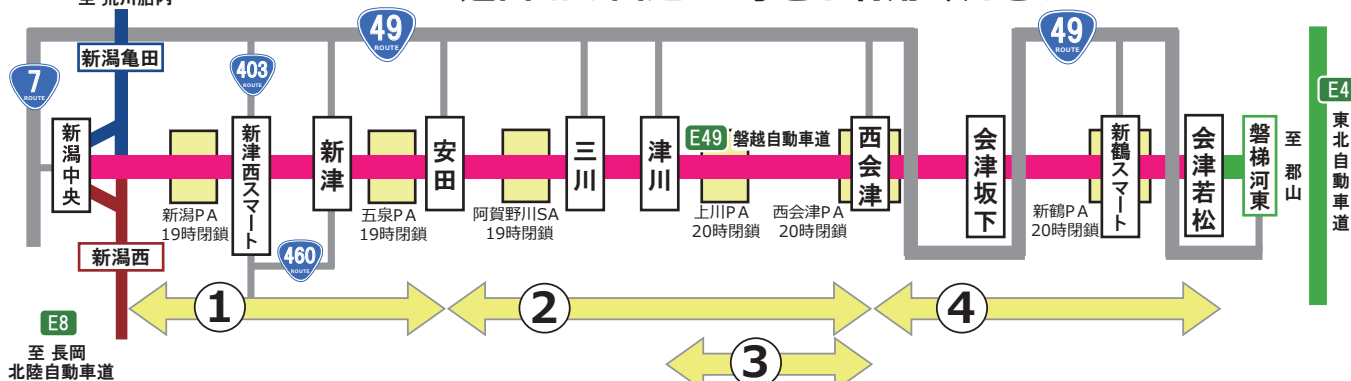 49
ROUTE
49
ROUTE
新潟亀田
7
ROUTE
403
ROUTE
E4
東北自動車道
新潟中央
新津西スマート
新津
安田
三川
津川
E49 磐越自動車道
西会津
会津坂下
新鶴スマート
会津若松
磐梯河東
至 郡山
新潟PA
19時閉鎖
五泉PA
19時閉鎖
阿賀野川SA
19時閉鎖
上川PA
20時閉鎖
西会津PA
20時閉鎖
新鶴PA
20時閉鎖
新潟西
460
ROUTE
①
②
④
E8
至 長岡
北陸自動車道
③